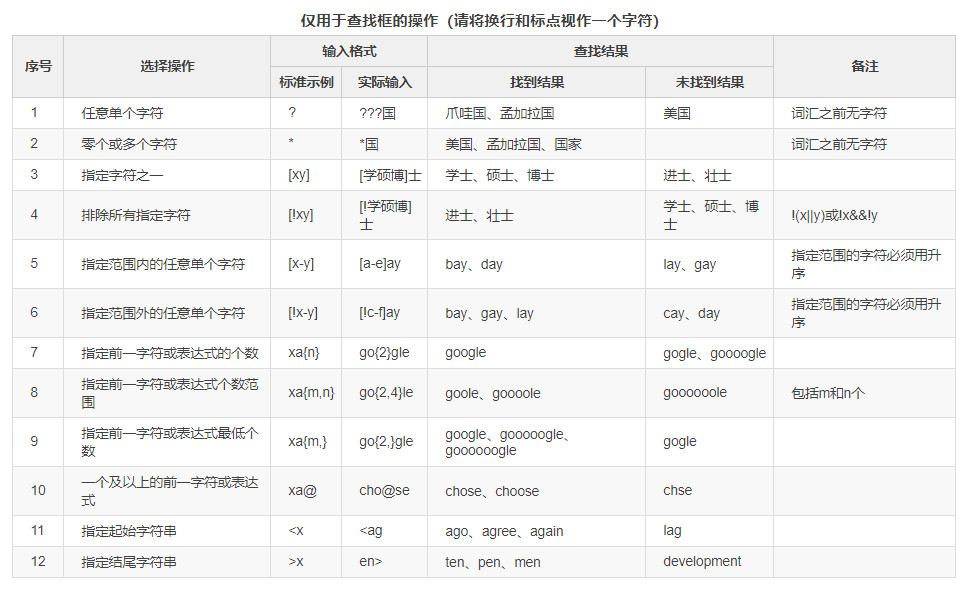 仅用于查找框的操作（请将换行和标点视作一个字符）
序号 选择操作 输入格式 查找结果 备注
标准示例 实际输入 找到结果 未找到结果
1 任意单个字符 ? ???国 爪哇国、孟加拉国 美国 词汇之前无字符
2 零个或多个字符 * *国 美国、孟加拉国、国家 词汇之前无字符
3 指定字符之一 [xy] [学硕博]士 学士、硕士、博士 进士、壮士
4 排除所有指定字符 [!xy] [!学硕博]士 进士、壮士 学士、硕士、博士 !(x||y)或!x&&!y
5 指定范围内的任意单个字符 [x-y] [a-e]ay bay、day lay、gay 指定范围的字符必须用升序
6 指定范围外的任意单个字符 [!x-y] [!c-f]ay bay、gay、lay cay、day 指定范围的字符必须用升序
7 指定前一字符或表达式的个数 xa{n} go{2}gle google gogle、goooogle
8 指定前一字符或表达式个数范围 xa{m,n} go{2,4}le goole、goooole goooooole 包括m和n个
9 指定前一字符或表达式最低个数 xa{m,} go{2,}gle google、gooooogle、goooooogle gogle
10 一个及以上的前一字符或表达式 xa@ cho@se chose、choose chse
11 指定起始字符串 <x <ag ago、agree、again lag
12 指定结尾字符串 >x en> ten、pen、men development